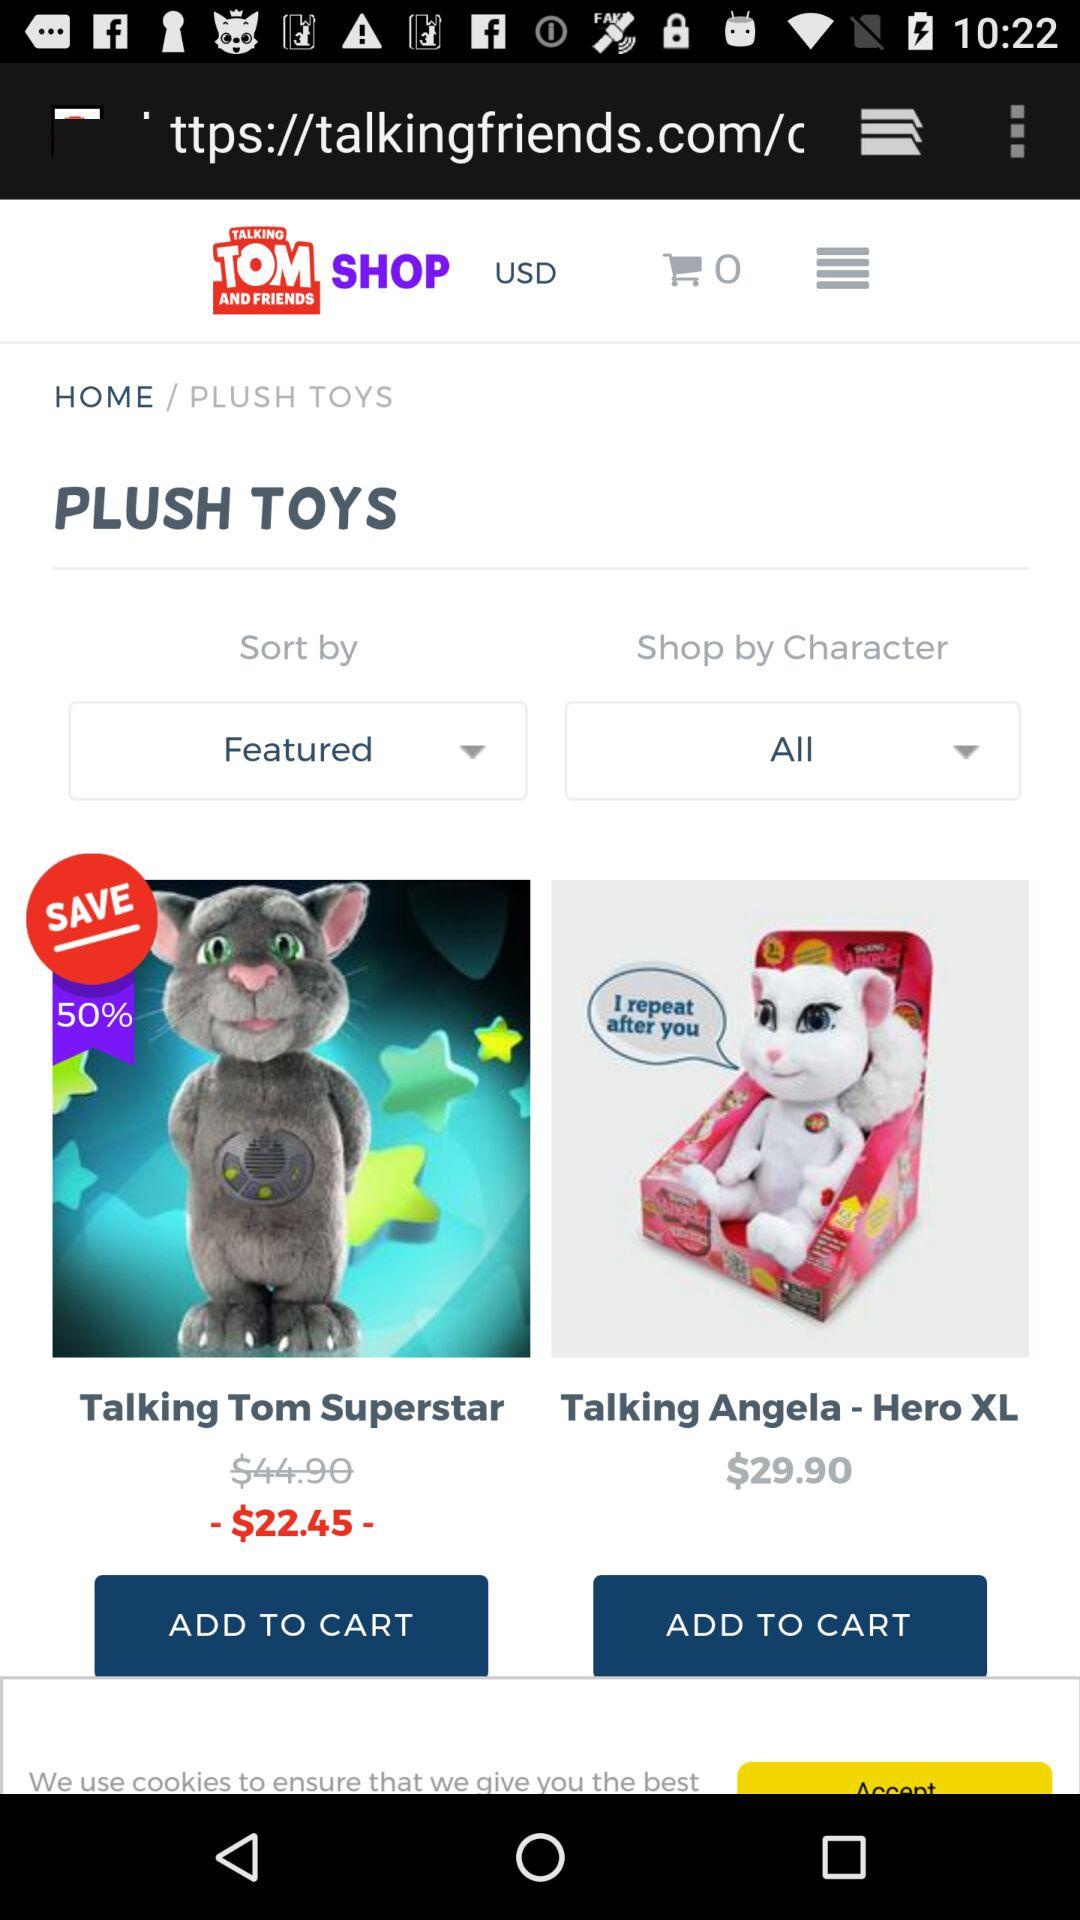 10:22
ttps://talkingfriends.com/c
TALKING
TOM
AND FRIENDS
SHOP
USD
0
HOME / PLUSH TOYS
PLUSH TOYS
Sort by
Shop by Character
Featured
All
SAVE
50%
I repeat
after you
Talking Tom Superstar
$44.90
- $22.45 -
ADD TO CART
Talking Angela - Hero XL
$29.90
ADD TO CART
We use cookies to ensure that we give you the best
Accept